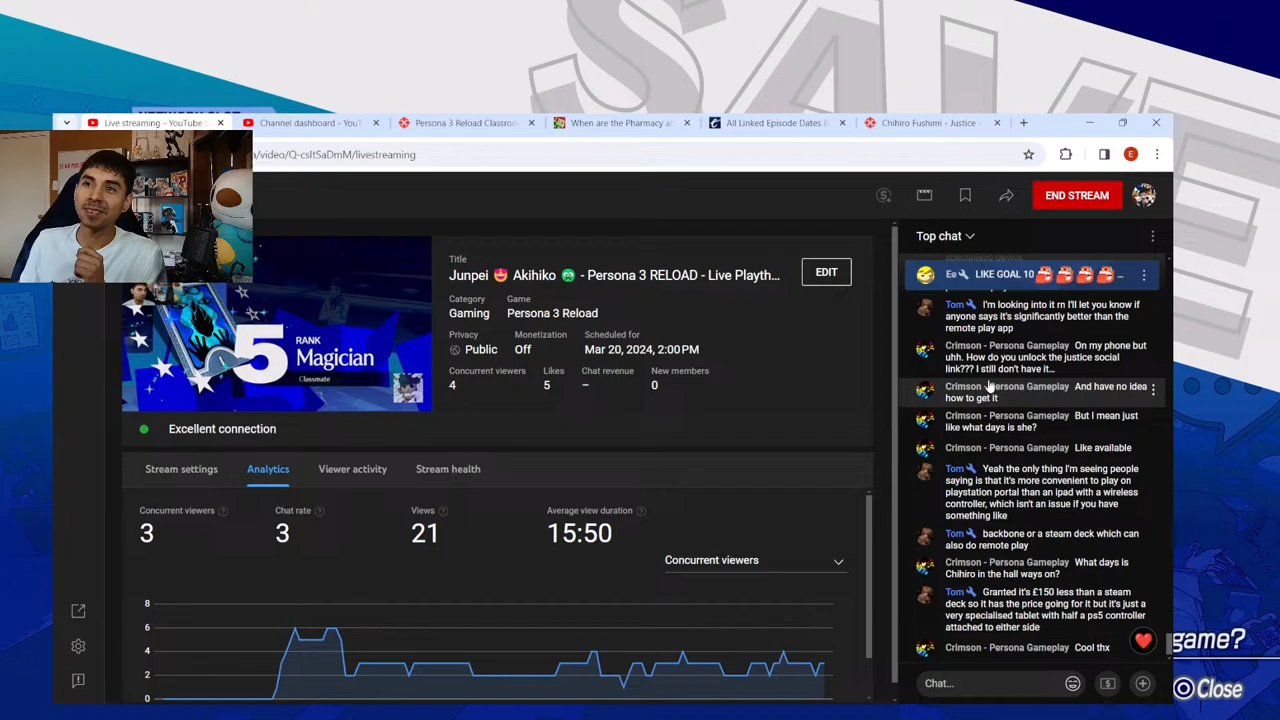 SALVE
Live streaming - YouTube
Channel dashboard - YouT
Persona 3 Reload Classroo
When are the Pharmacy ar
All Linked Episode Dates &
Chihiro Fushimi - Justice -
n/video/Q-csItSaDmM/livestreaming
E
END STREAM
Title
Junpei 😍 Akihiko 🤢 - Persona 3 RELOAD - Live Playth...
EDIT
Category
Game
Gaming
Persona 3 Reload
Privacy
Monetization
Scheduled for
Public
Off
Mar 20, 2024, 2:00 PM
Concurrent viewers
Likes
Chat revenue
New members
4
5
–
0
5
RANK
Magician
Classmate
Excellent connection
Stream settings
Analytics
Viewer activity
Stream health
Concurrent viewers
Chat rate
Views
Average view duration
3
3
21
15:50
Concurrent viewers
8
6
4
2
0
Top chat
Ee LIKE GOAL 10 ...
Tom I'm looking into it rn I'll let you know if
anyone says it's significantly better than the
remote play app
Crimson - Persona Gameplay On my phone but
uhh. How do you unlock the justice social
link??? I still don't have it...
Crimson - Persona Gameplay And have no idea
how to get it
Crimson - Persona Gameplay But I mean just
like what days is she?
Crimson - Persona Gameplay Like available
Tom Yeah the only thing I'm seeing people
saying is that it's more convenient to play on
playstation portal than an ipad with a wireless
controller, which isn't an issue if you have
something like
Tom backbone or a steam deck which can
also do remote play
Crimson - Persona Gameplay What days is
Chihiro in the hall ways on?
Tom Granted it's £150 less than a steam
deck so it has the price going for it but it's just a
very specialised tablet with half a ps5 controller
attached to either side
Crimson - Persona Gameplay Cool thx
Chat...
game?
Close